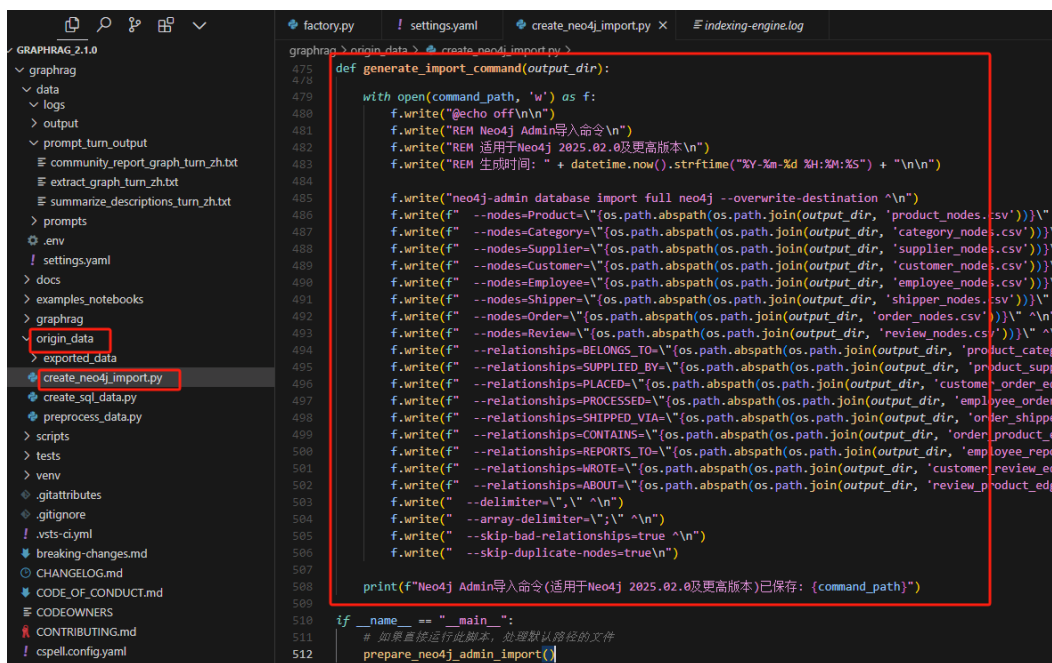 factory.py
settings.yaml
create_neo4j_import.py
indexing-engine.log
GRAPHRAG_2.1.0
graphrag
data
logs
output
prompt_turn_output
community_report_graph_turn_zh.txt
extract_graph_turn_zh.txt
summarize_descriptions_turn_zh.txt
prompts
.env
settings.yaml
docs
examples_notebooks
graphrag
origin_data
exported_data
create_neo4j_import.py
create_sql_data.py
preprocess_data.py
scripts
tests
venv
.gitattributes
.gitignore
.vsts-ci.yml
breaking-changes.md
CHANGELOG.md
CODE_OF_CONDUCT.md
CODEOWNERS
CONTRIBUTING.md
cspell.config.yaml
graphrag > origin_data > create_neo4j_import.py >
475 def generate_import_command(output_dir):
478
479 with open(command_path, 'w') as f:
480 f.write("@echo off\n\n")
481 f.write("REM Neo4j Admin导入命令\n")
482 f.write("REM 适用于Neo4j 2025.02.0及更高版本\n")
483 f.write("REM 生成时间: " + datetime.now().strftime("%Y-%m-%d %H:%M:%S") + "\n\n")
484
485 f.write("neo4j-admin database import full neo4j --overwrite-destination ^\n")
486 f.write(f" --nodes=Product=\"{os.path.abspath(os.path.join(output_dir, 'product_nodes.csv'))}\"
487 f.write(f" --nodes=Category=\"{os.path.abspath(os.path.join(output_dir, 'category_nodes.csv'))}\
488 f.write(f" --nodes=Supplier=\"{os.path.abspath(os.path.join(output_dir, 'supplier_nodes.csv'))}\
489 f.write(f" --nodes=Customer=\"{os.path.abspath(os.path.join(output_dir, 'customer_nodes.csv'))}\
490 f.write(f" --nodes=Employee=\"{os.path.abspath(os.path.join(output_dir, 'employee_nodes.csv'))}\
491 f.write(f" --nodes=Shipper=\"{os.path.abspath(os.path.join(output_dir, 'shipper_nodes.csv'))}\"
492 f.write(f" --nodes=Order=\"{os.path.abspath(os.path.join(output_dir, 'order_nodes.csv'))}\" ^\n"
493 f.write(f" --nodes=Review=\"{os.path.abspath(os.path.join(output_dir, 'review_nodes.csv'))}\" ^
494 f.write(f" --relationships=BELONGS_TO=\"{os.path.abspath(os.path.join(output_dir, 'product_cate
495 f.write(f" --relationships=SUPPLIED_BY=\"{os.path.abspath(os.path.join(output_dir, 'product_sup
496 f.write(f" --relationships=PLACED=\"{os.path.abspath(os.path.join(output_dir, 'customer_order_e
497 f.write(f" --relationships=PROCESSED=\"{os.path.abspath(os.path.join(output_dir, 'employee_orde
498 f.write(f" --relationships=SHIPPED_VIA=\"{os.path.abspath(os.path.join(output_dir, 'order_shipp
499 f.write(f" --relationships=CONTAINS=\"{os.path.abspath(os.path.join(output_dir, 'order_product_e
500 f.write(f" --relationships=REPORTS_TO=\"{os.path.abspath(os.path.join(output_dir, 'employee_rep
501 f.write(f" --relationships=WROTE=\"{os.path.abspath(os.path.join(output_dir, 'customer_review_e
502 f.write(f" --relationships=ABOUT=\"{os.path.abspath(os.path.join(output_dir, 'review_product_ed
503 f.write(" --delimiter=\",\" ^\n")
504 f.write(" --array-delimiter=\";\" ^\n")
505 f.write(" --skip-bad-relationships=true ^\n")
506 f.write(" --skip-duplicate-nodes=true\n")
507
508 print(f"Neo4j Admin导入命令(适用于Neo4j 2025.02.0及更高版本)已保存: {command_path}")
509
510 if __name__ == "__main__":
511 # 如果直接运行此脚本，处理默认路径的文件
512 prepare_neo4j_admin_import()